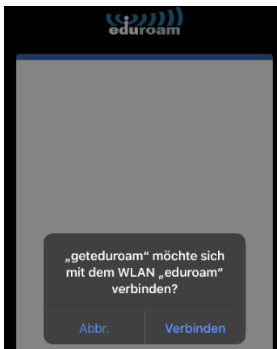 eduroam
„geteduroam“ möchte sich
mit dem WLAN „eduroam“
verbinden?
Abbr.
Verbinden